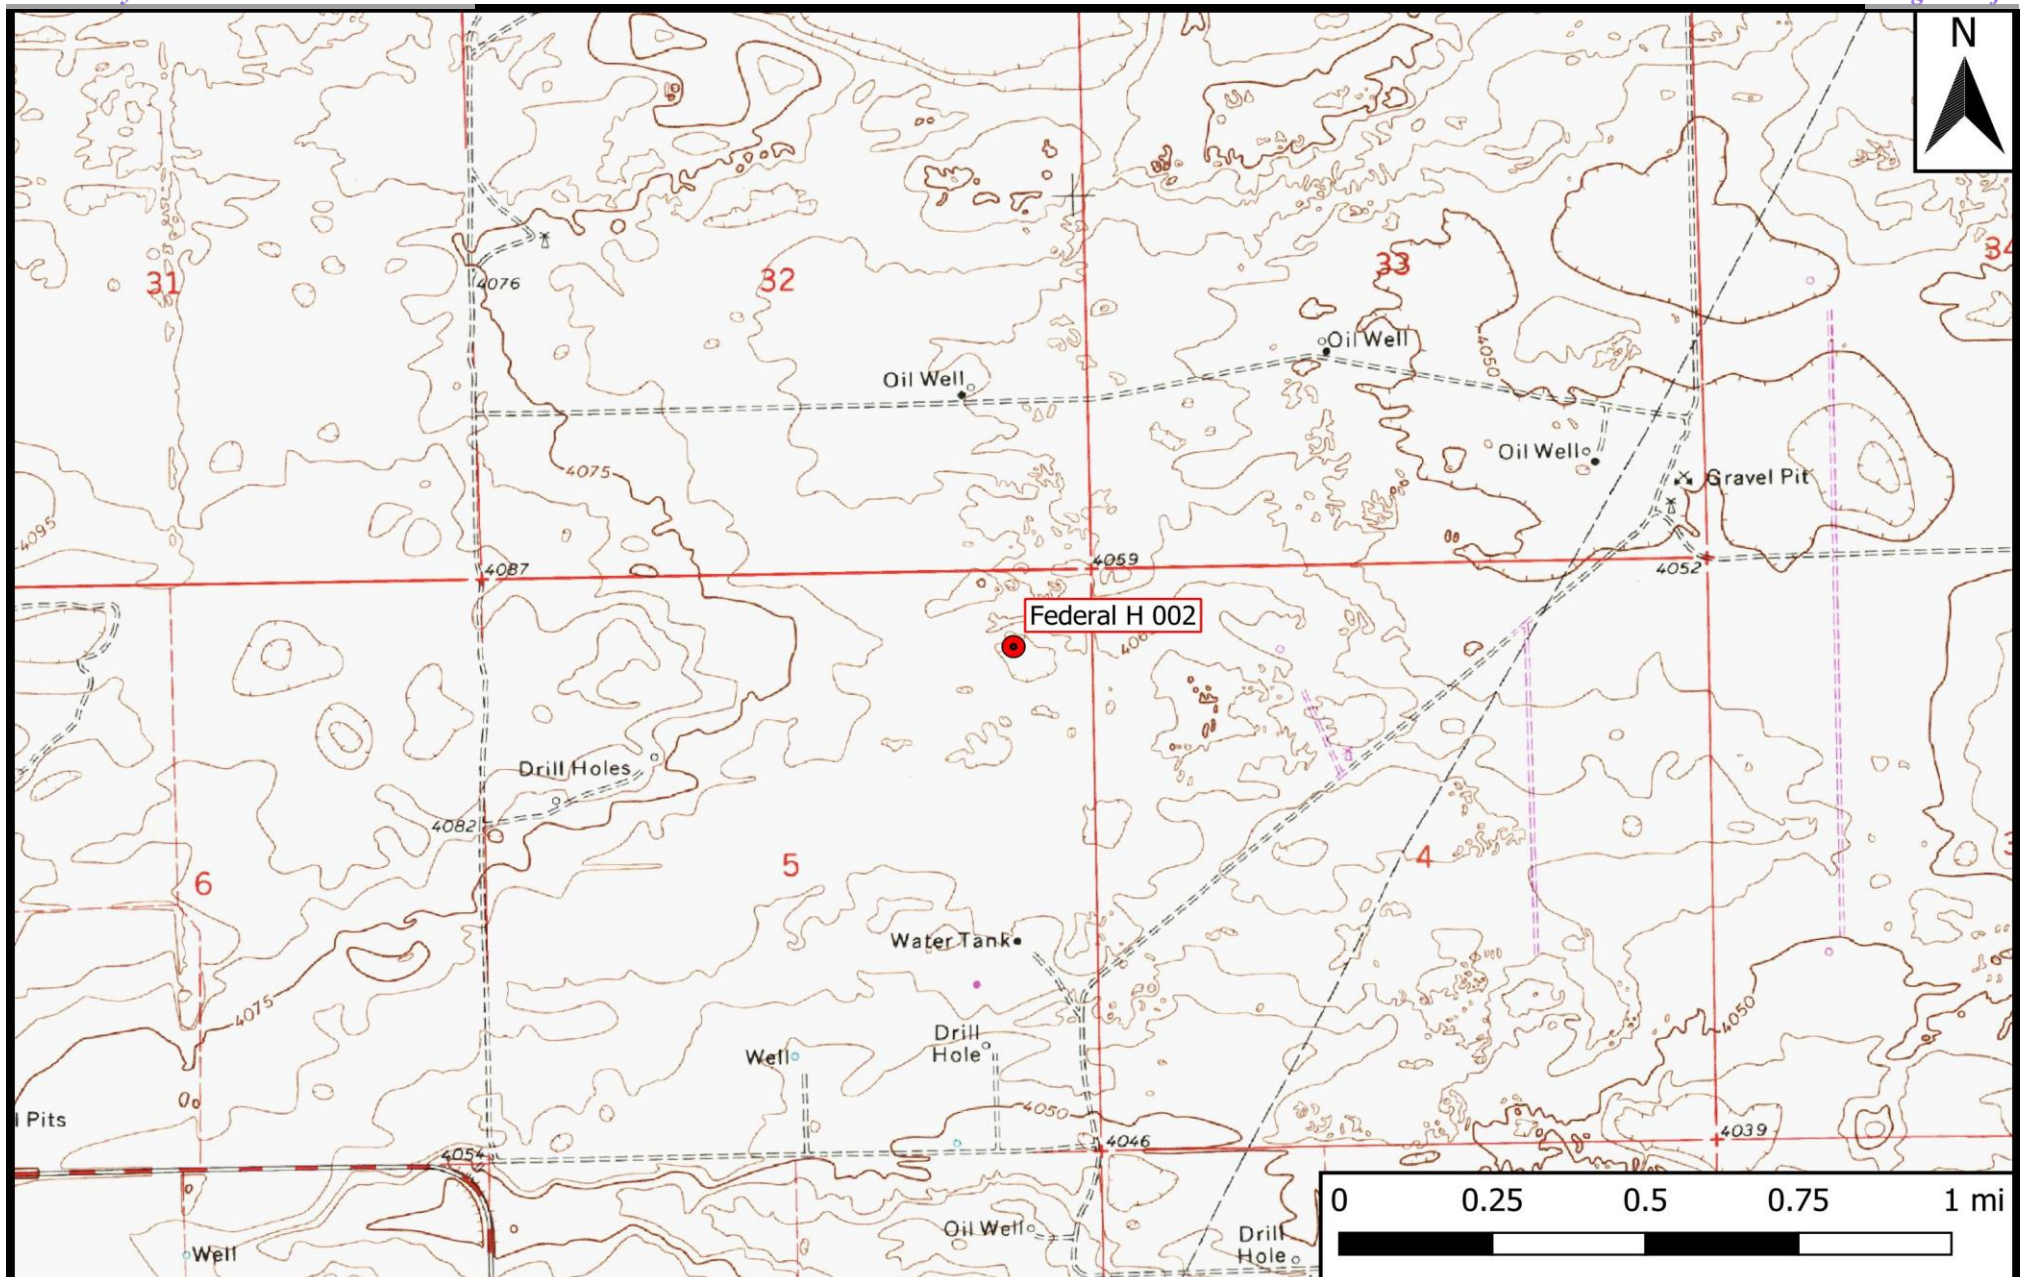 N
31
32
33
34
4076
Oil Well
Oil Well
4050
4075
Oil Well
Gravel Pit
4095
4087
4059
4052
Federal H 002
Drill Holes
4082
6
5
4
Water Tank
4075
4050
Drill
Hole
Well
4050
l Pits
4054
4046
4039
Oil Well
Well
Drill
Hole
0 0.25 0.5 0.75 1 mi